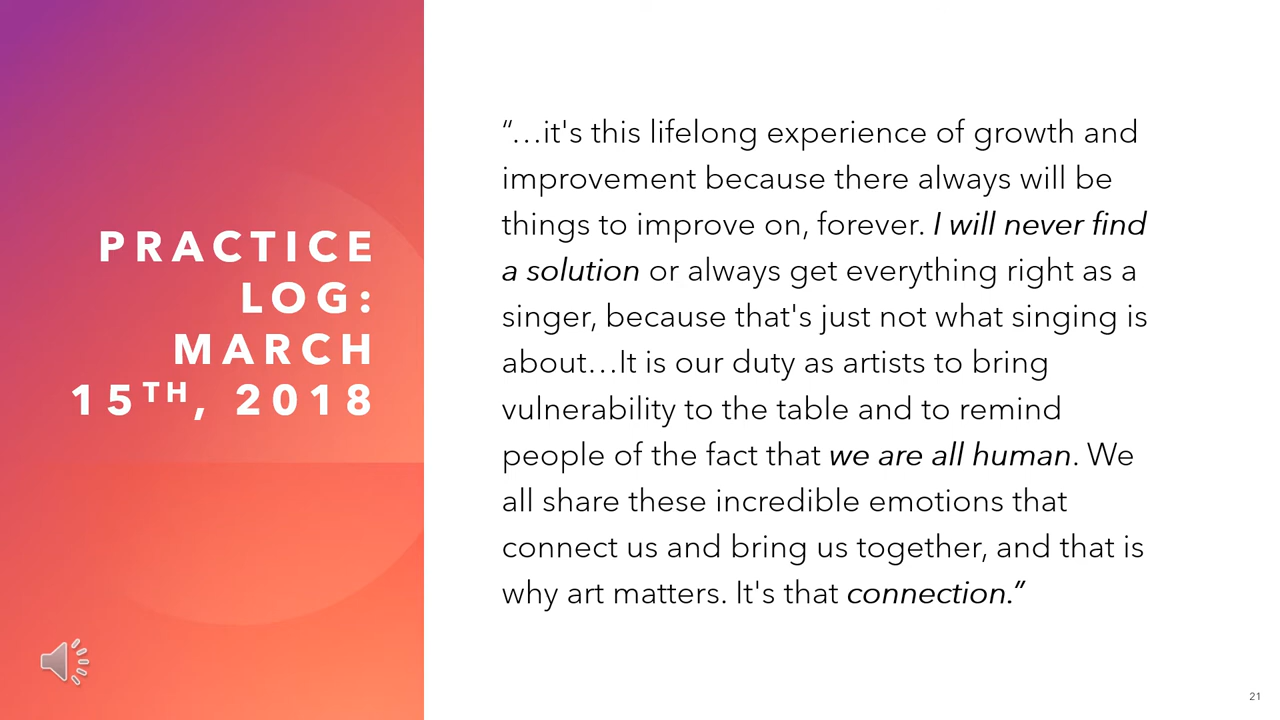 PRACTICE
LOG:
MARCH
15TH, 2018
“…it's this lifelong experience of growth and
improvement because there always will be
things to improve on, forever. I will never find
a solution or always get everything right as a
singer, because that's just not what singing is
about…It is our duty as artists to bring
vulnerability to the table and to remind
people of the fact that we are all human. We
all share these incredible emotions that
connect us and bring us together, and that is
why art matters. It's that connection.”
21